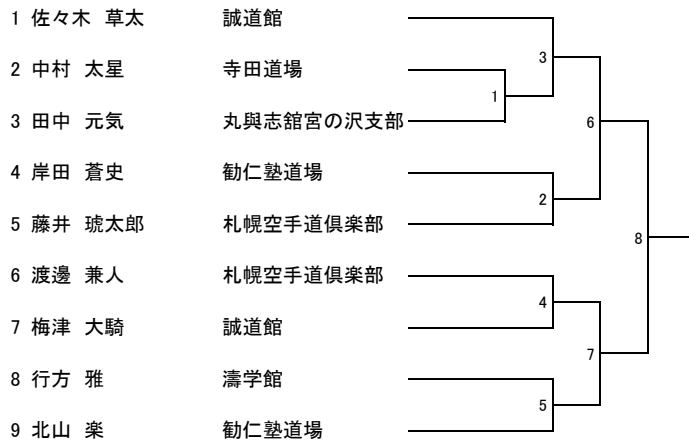 1 佐々木 草太 誠道館
3
2 中村 太星 寺田道場
1
3 田中 元気 丸與志舘宮の沢支部
6
4 岸田 蒼史 勧仁塾道場
2
5 藤井 琥太郎 札幌空手道倶楽部
8
6 渡邊 兼人 札幌空手道倶楽部
4
7 梅津 大騎 誠道館
7
8 行方 雅 濤学館
5
9 北山 楽 勧仁塾道場